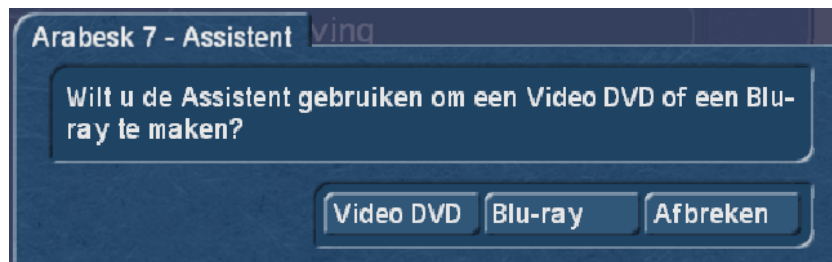 Arabesk 7 - Assistent
ving
Wilt u de Assistent gebruiken om een Video DVD of een Blu-
ray te maken?
Video DVD Blu-ray Afbreken